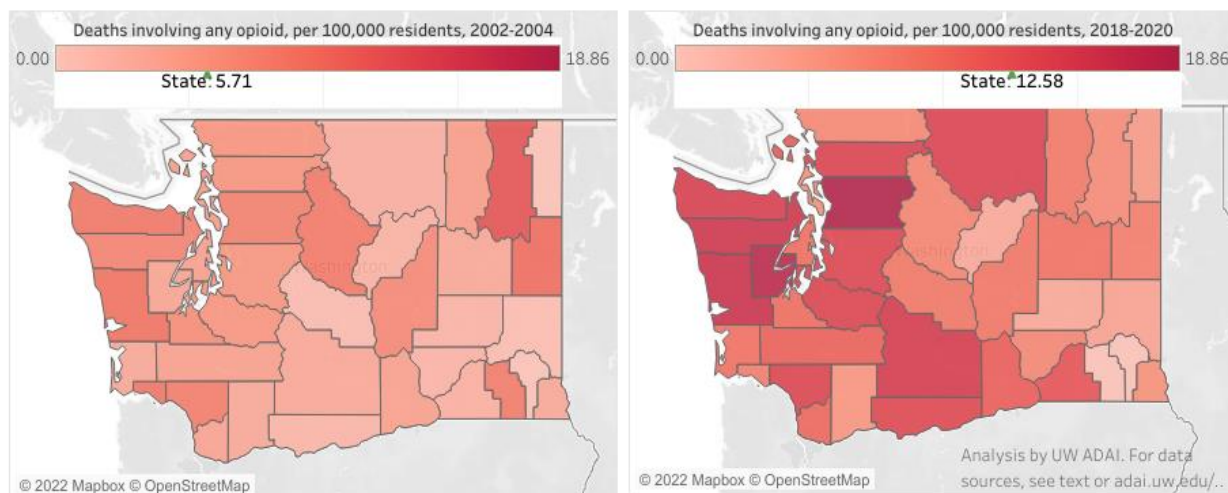 Deaths involving any opioid, per 100,000 residents, 2002-2004
0.00
18.86
State: 5.71
Washington
© 2022 Mapbox © OpenStreetMap
Deaths involving any opioid, per 100,000 residents, 2018-2020
0.00
18.86
State: 12.58
Washington
Analysis by UW ADAI. For data
sources, see text or adai.uw.edu/..
© 2022 Mapbox © OpenStreetMap